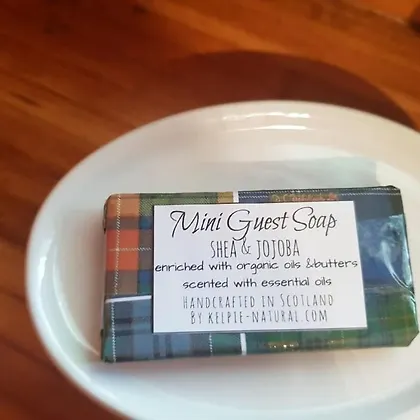 Mini Guest Soap
SHEA & JOJOBA
enriched with organic oils & butters
scented with essential oils
HANDCRAFTED IN SCOTLAND
BY KELPIE-NATURAL.COM